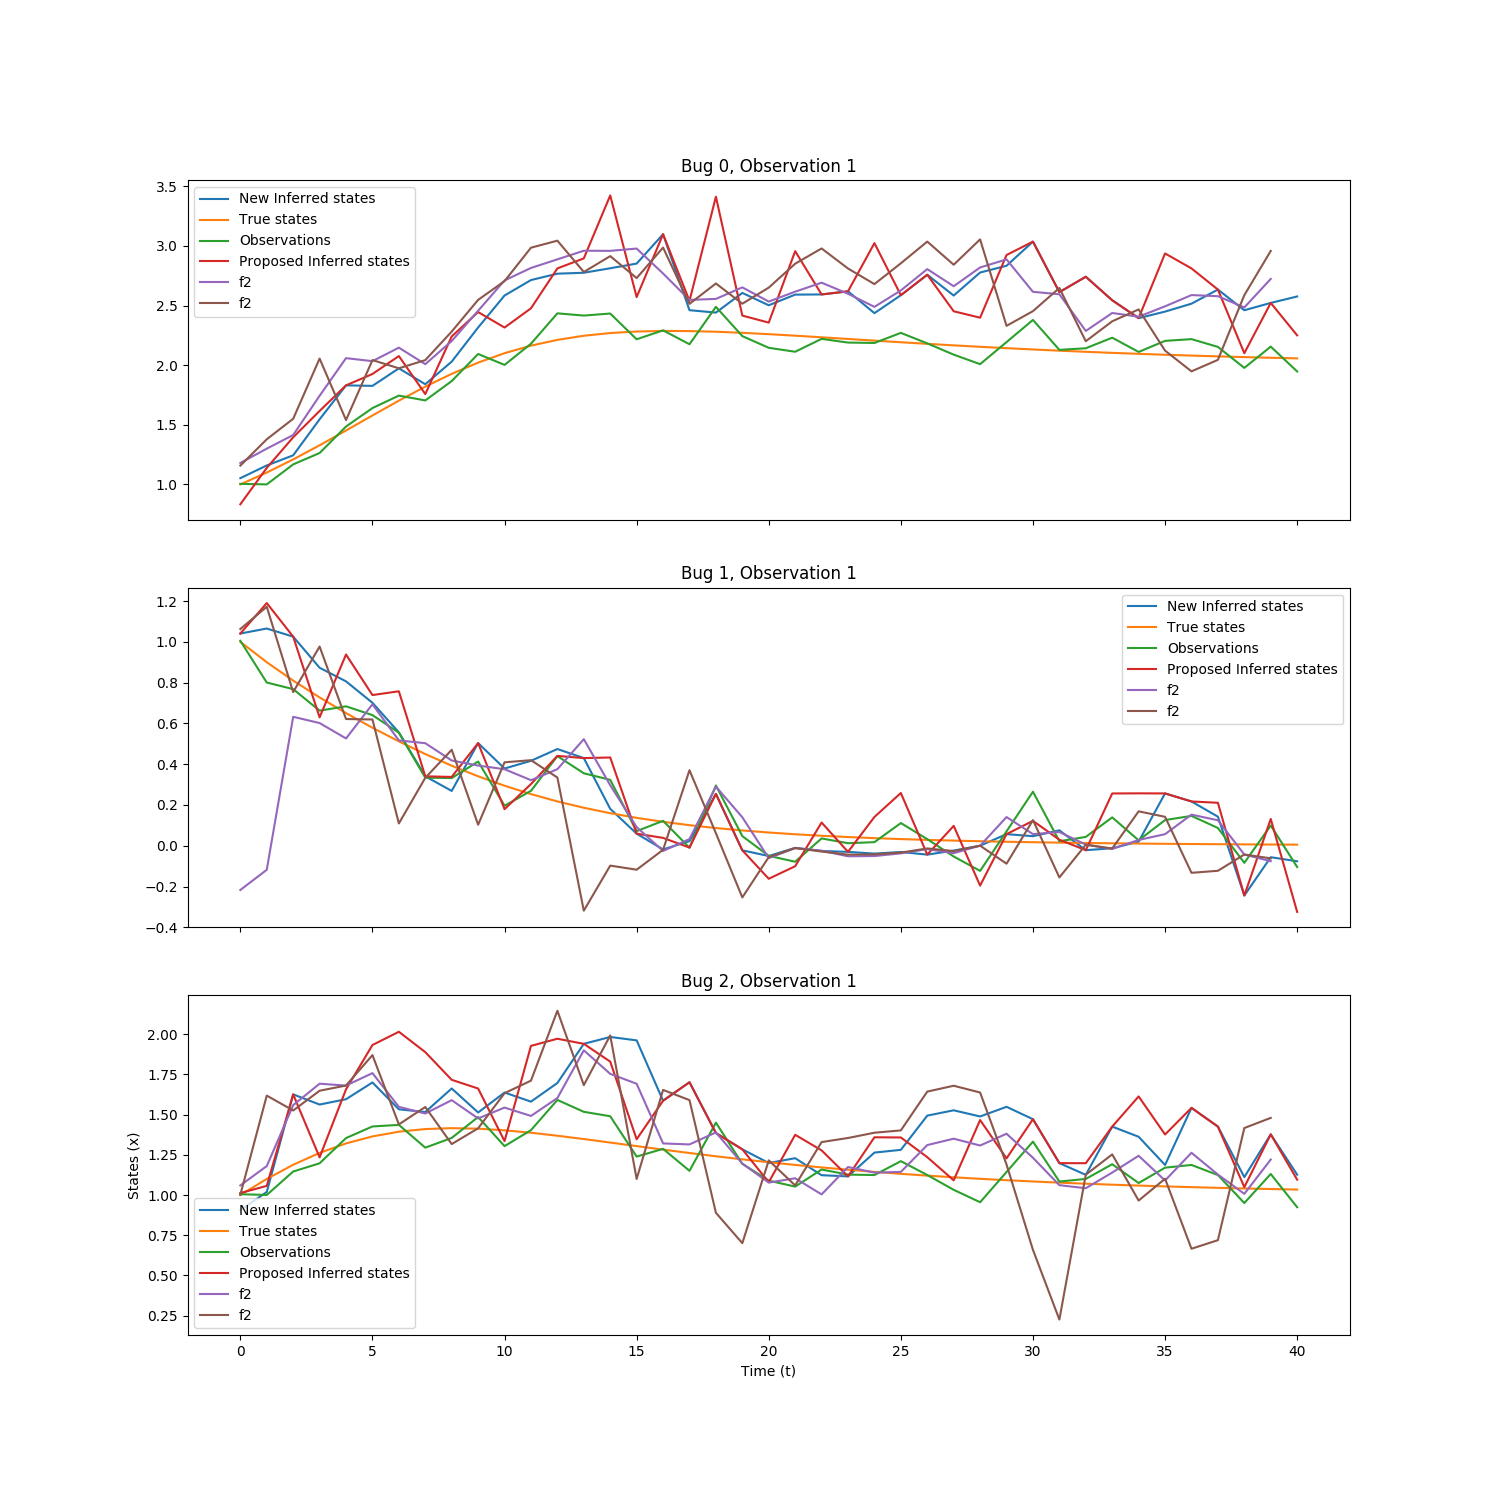 Bug 0, Observation 1
3.5
3.0
2.5
2.0
1.5
1.0
New Inferred states
True states
Observations
Proposed Inferred states
f2
f2
Bug 1, Observation 1
1.2
1.0
0.8
0.6
0.4
0.2
0.0
−0.2
−0.4
New Inferred states
True states
Observations
Proposed Inferred states
f2
f2
Bug 2, Observation 1
States (x)
2.00
1.75
1.50
1.25
1.00
0.75
0.50
0.25
New Inferred states
True states
Observations
Proposed Inferred states
f2
f2
0 5 10 15 20 25 30 35 40
Time (t)